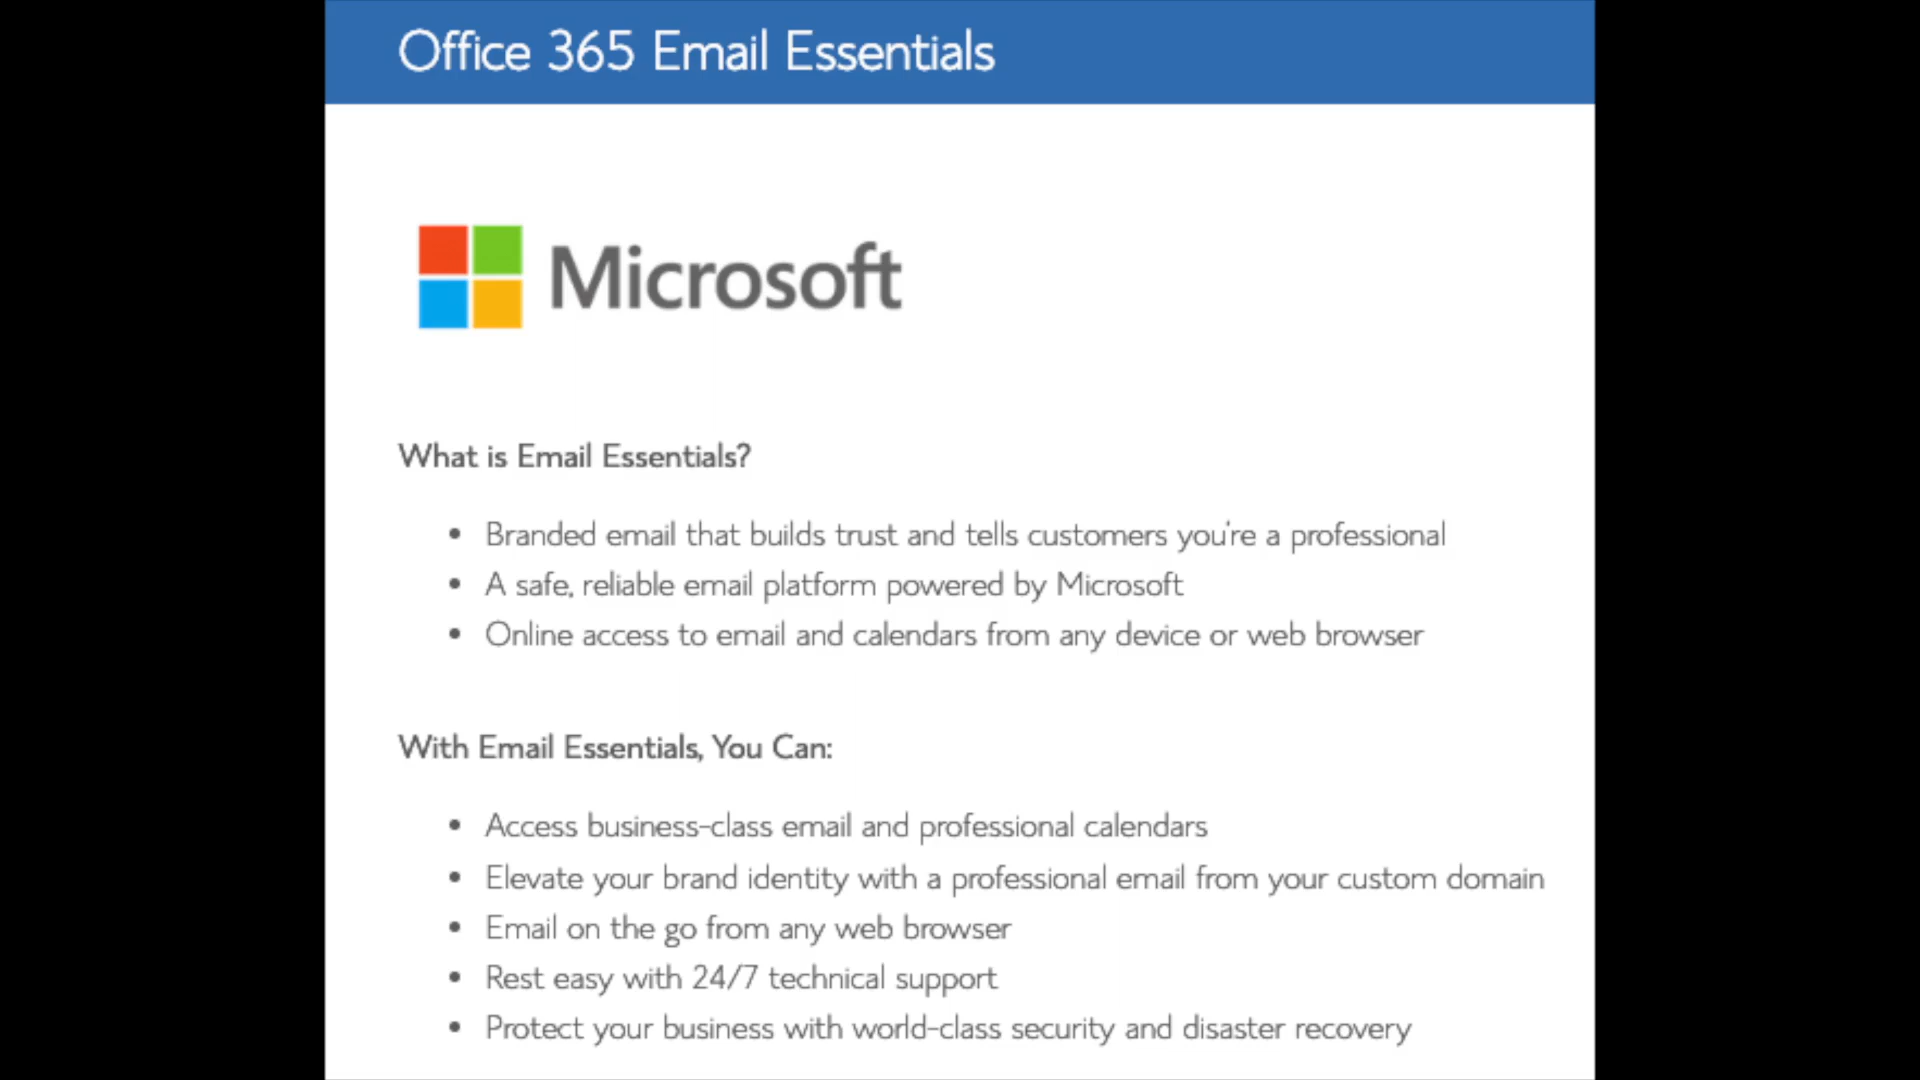 Office 365 Email Essentials
Microsoft
What is Email Essentials?
• Branded email that builds trust and tells customers you're a professional
• A safe, reliable email platform powered by Microsoft
• Online access to email and calendars from any device or web browser
With Email Essentials, You Can:
• Access business-class email and professional calendars
• Elevate your brand identity with a professional email from your custom domain
• Email on the go from any web browser
• Rest easy with 24/7 technical support
• Protect your business with world-class security and disaster recovery